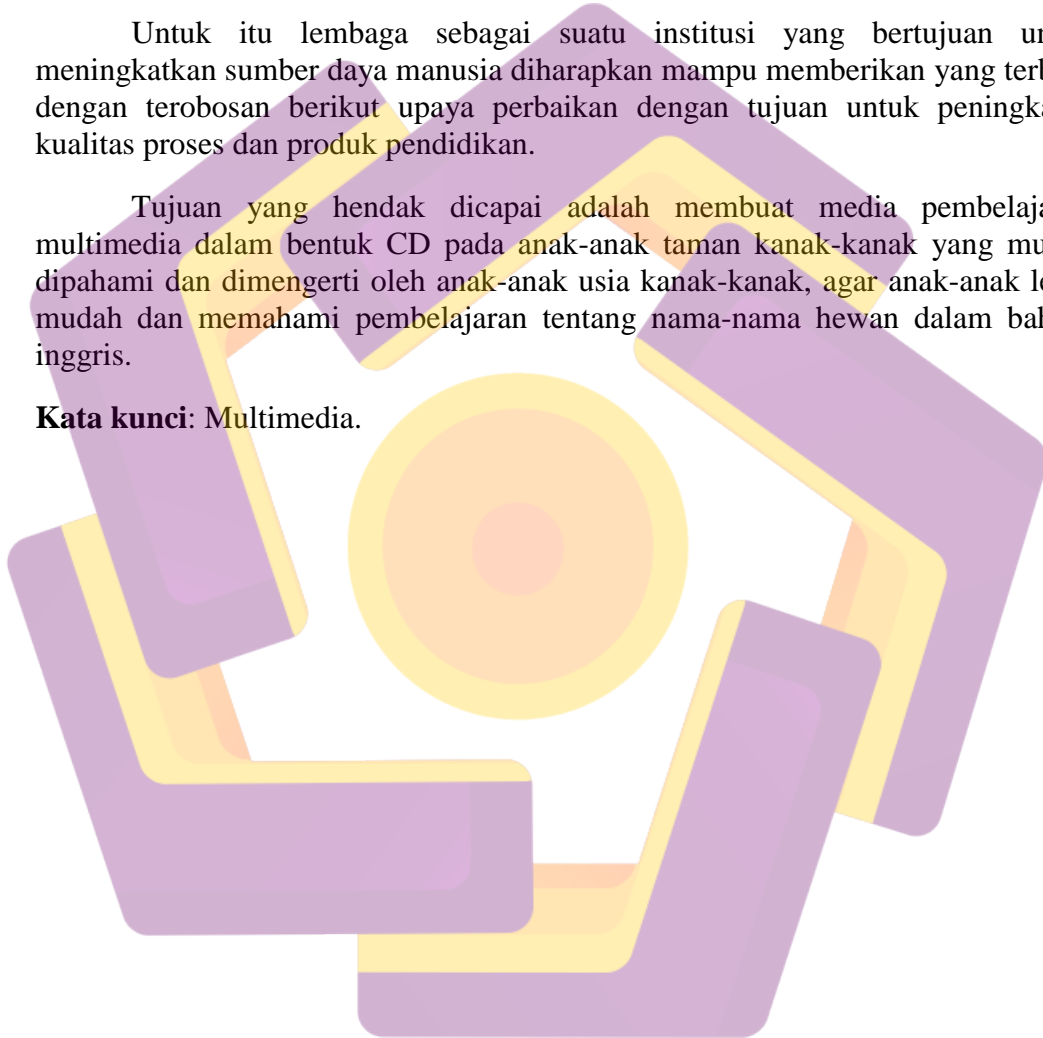 Untuk itu lembaga sebagai suatu institusi yang bertujuan
meningkatkan sumber daya manusia diharapkan mampu memberikan yang
dengan terobosan berikut upaya perbaikan dengan tujuan untuk
kualitas proses dan produk pendidikan.
Tujuan yang hendak dicapai adalah membuat media
multimedia dalam bentuk CD pada anak-anak taman kanak-kanak yang
dipahami dan dimengerti oleh anak-anak usia kanak-kanak, agar anak-anak
mudah dan memahami pembelajaran tentang nama-nama hewan dalam
inggris.
Kata kunci: Multimedia.